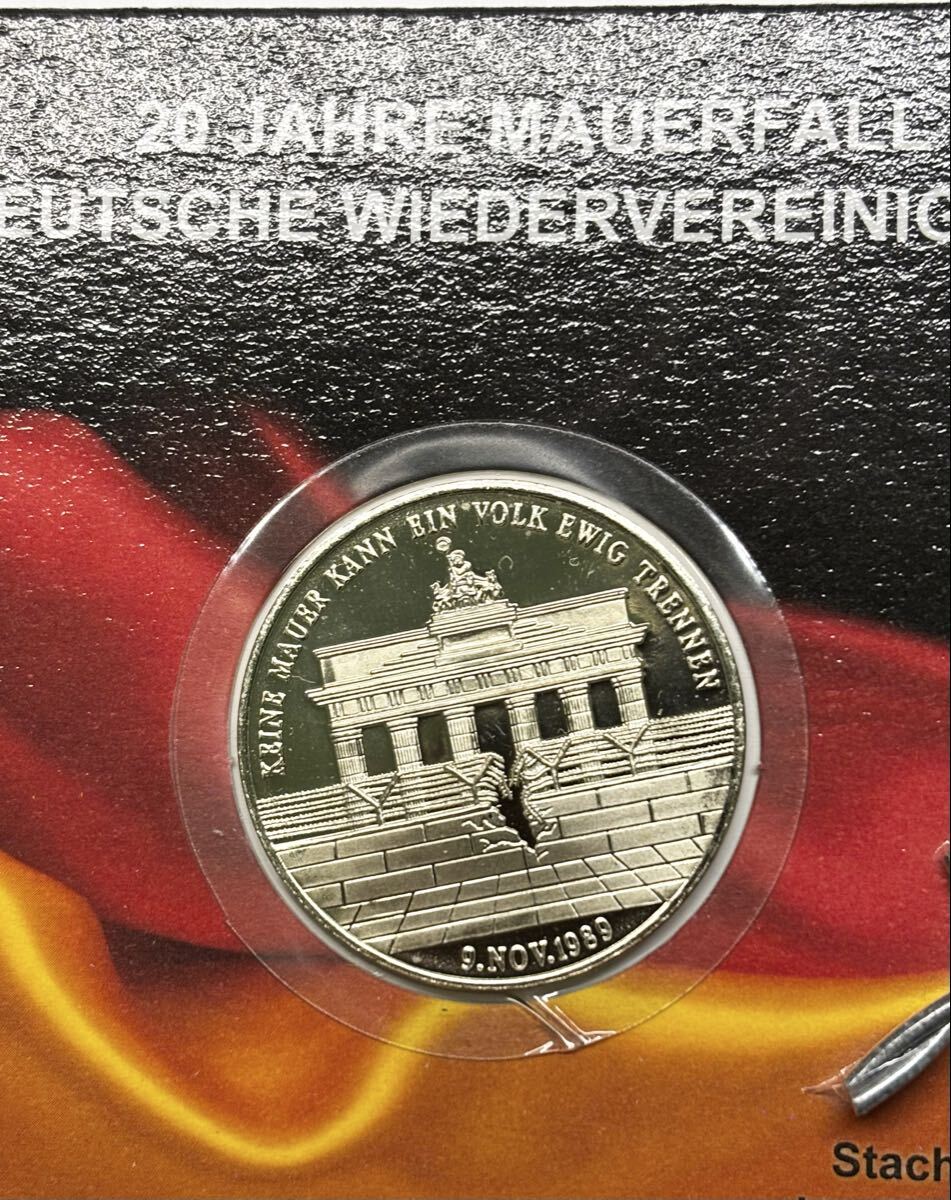 20 JAHRE MAUERFALL
EUTSCHE WIEDERVEREINIG
KEINE MAUER KANN EIN VOLK EWIG TRENNEN
9.NOV.1989
Stach